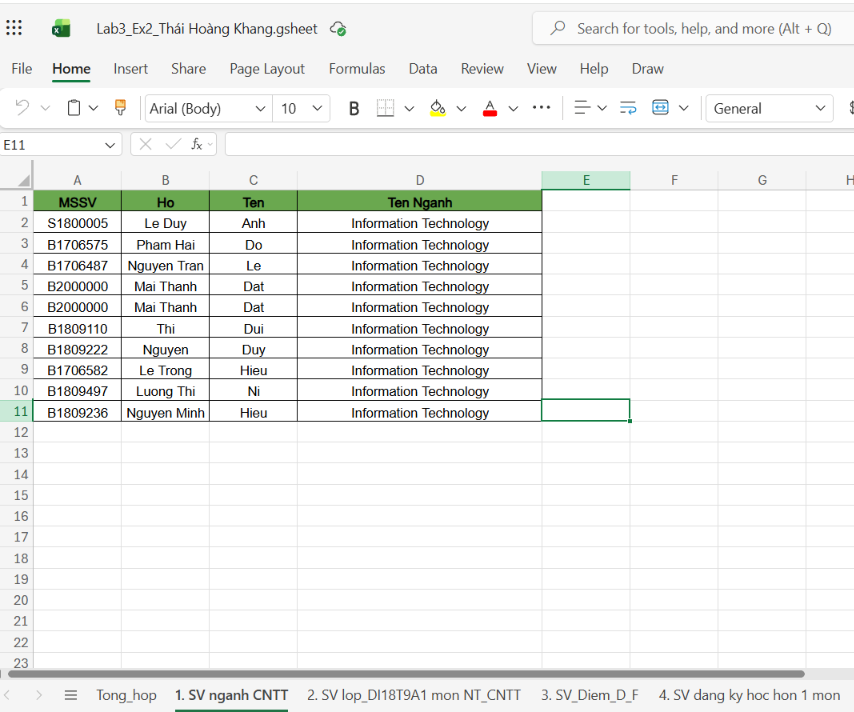 Lab3_Ex2_Thái Hoàng Khang.gsheet Search for tools, help, and more (Alt + Q)
File Home Insert Share Page Layout Formulas Data Review View Help Draw
Arial (Body) 10 B A General $
E11 fx
A B C D E F G H
1 MSSV Ho Ten Ten Nganh
2 S1800005 Le Duy Anh Information Technology
3 B1706575 Pham Hai Do Information Technology
4 B1706487 Nguyen Tran Le Information Technology
5 B2000000 Mai Thanh Dat Information Technology
6 B2000000 Mai Thanh Dat Information Technology
7 B1809110 Thi Dui Information Technology
8 B1809222 Nguyen Duy Information Technology
9 B1706582 Le Trong Hieu Information Technology
10 B1809497 Luong Thi Ni Information Technology
11 B1809236 Nguyen Minh Hieu Information Technology
12
13
14
15
16
17
18
19
20
21
22
23
Tong_hop 1. SV nganh CNTT 2. SV lop_DI18T9A1 mon NT_CNTT 3. SV_Diem_D_F 4. SV dang ky hoc hon 1 mon